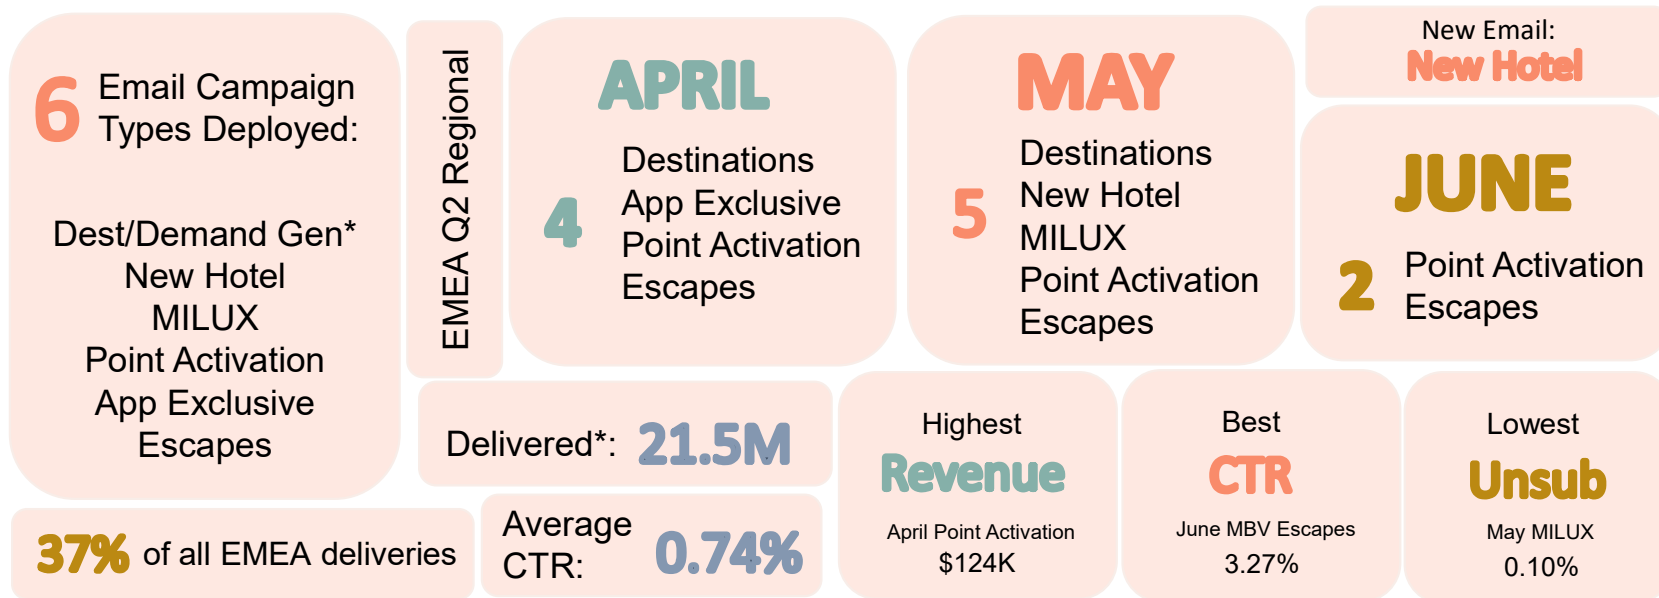 6
Email Campaign
Types Deployed:
Dest/Demand Gen*
New Hotel
MILUX
Point Activation
App Exclusive
Escapes
37% of all EMEA deliveries
EMEA Q2 Regional
APRIL
4
Destinations
App Exclusive
Point Activation
Escapes
MAY
5
Destinations
New Hotel
MILUX
Point Activation
Escapes
New Email:
New Hotel
JUNE
2
Point Activation
Escapes
Delivered*: 21.5M
Average
CTR:
0.74%
Highest
Revenue
April Point Activation
$124K
Best
CTR
June MBV Escapes
3.27%
Lowest
Unsub
May MILUX
0.10%